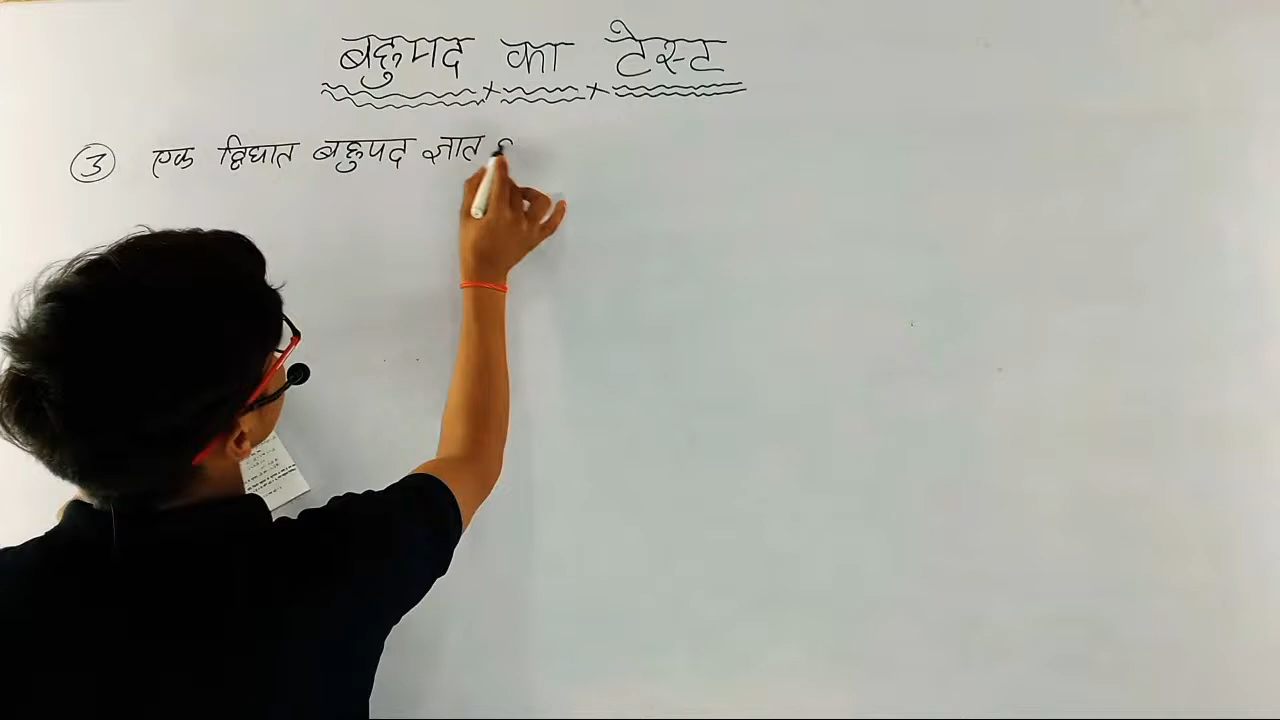 बहुपद का टेस्ट
③ एक द्विघात बहुपद ज्ञात